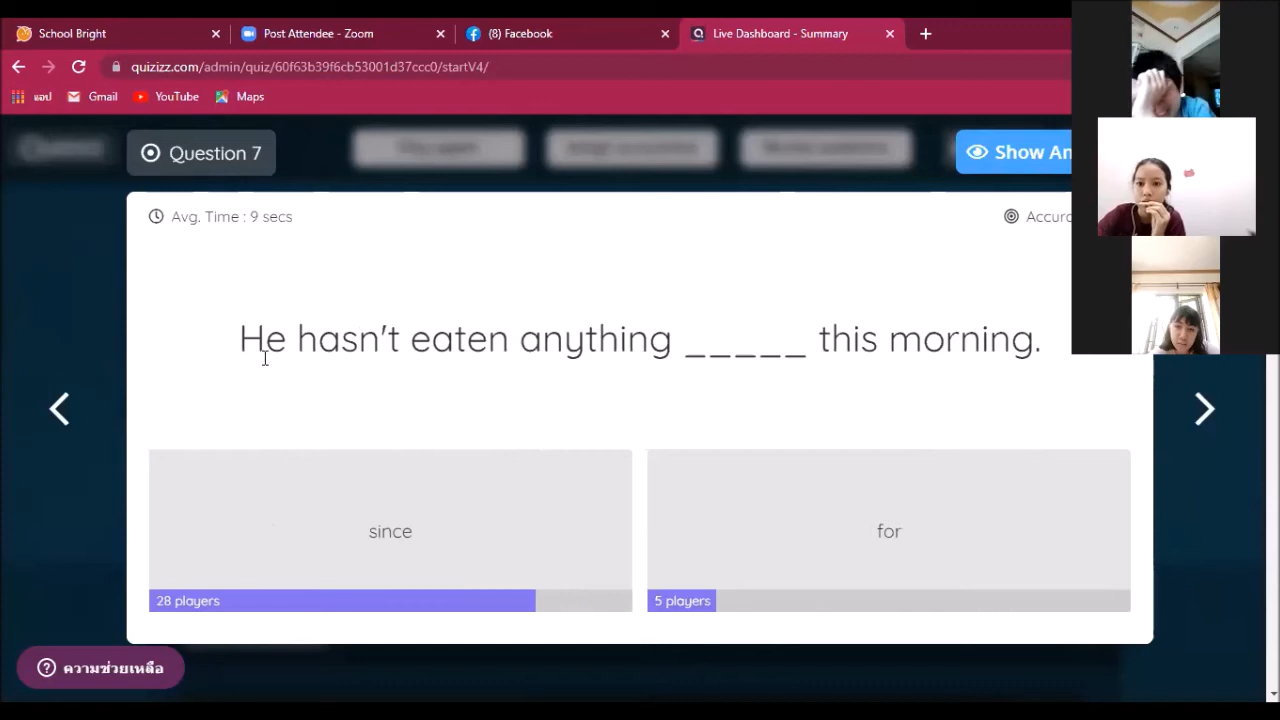 School Bright
Post Attendee - Zoom
(8) Facebook
Live Dashboard - Summary
quizizz.com/admin/quiz/60f63b39f6cb53001d37ccc0/startV4/
แอป
Gmail
YouTube
Maps
Question 7
Show An
Avg. Time : 9 secs
Accura
He hasn't eaten anything _____ this morning.
since
for
28 players
5 players
ความช่วยเหลือ